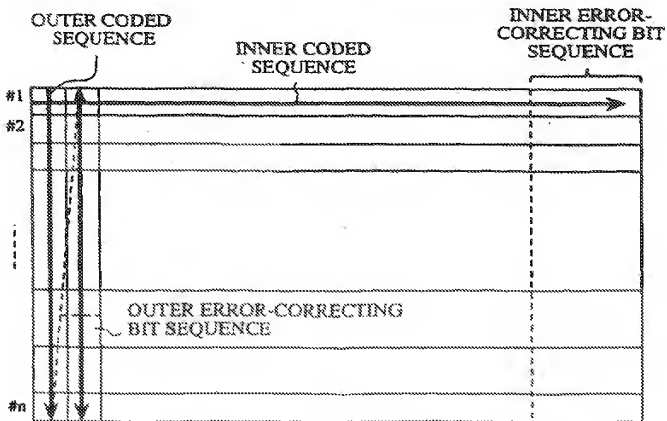 OUTER CODED
SEQUENCE
INNER CODED
SEQUENCE
INNER ERROR-
CORRECTING BIT
SEQUENCE
#1
#2
OUTER ERROR-CORRECTING
BIT SEQUENCE
#n